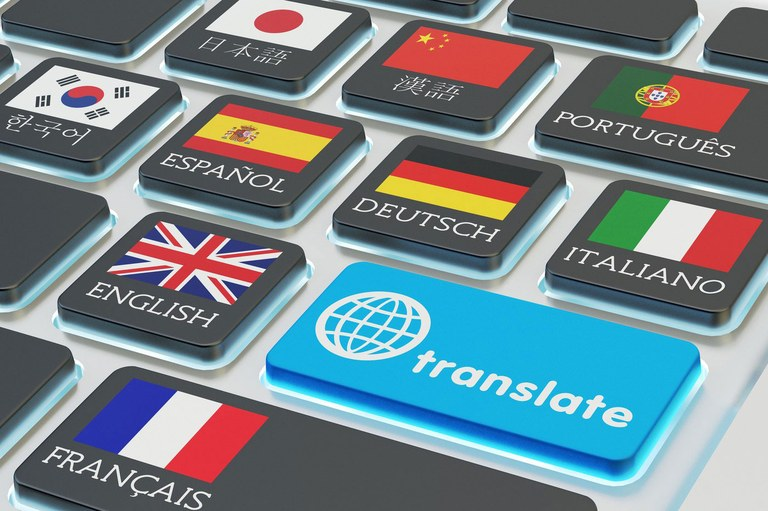 日本語
漢語
한국어
PORTUGUÊS
ESPAÑOL
DEUTSCH
ITALIANO
ENGLISH
translate
FRANÇAIS